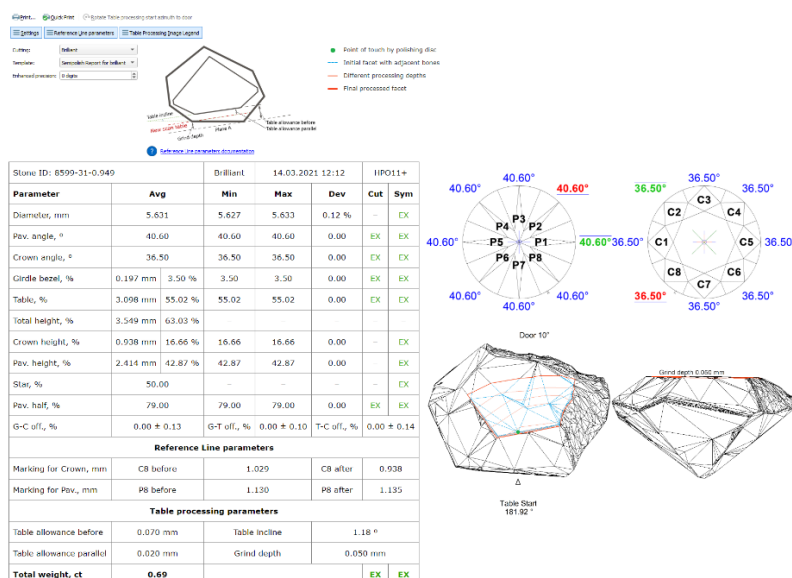 Print... Quick Print Rotate Table processing start azimuth to door
Settings Reference Line parameters Table Processing Image Legend
Cutting: Brilliant
Template: Semipolish Report for brilliant
Enhanced precision: 0 digits
Table incline
Near scan table
Grind depth
Plane A
Table allowance before
Table allowance parallel
Reference Line parameters documentation
Point of touch by polishing disc
Initial facet with adjacent bones
Different processing depths
Final processed facet
Stone ID: 8599-31-0.949 Brilliant 14.03.2021 12:12 HPO11+
Parameter Avg Min Max Dev Cut Sym
Diameter, mm 5.631 5.627 5.633 0.12 % – EX
Pav. angle, º 40.60 40.60 40.60 0.00 EX EX
Crown angle, º 36.50 36.50 36.50 0.00 EX EX
Girdle bezel, % 0.197 mm 3.50 % 3.50 3.50 0.00 EX EX
Table, % 3.098 mm 55.02 % 55.02 55.02 0.00 EX EX
Total height, % 3.549 mm 63.03 % – – – – –
Crown height, % 0.938 mm 16.66 % 16.66 16.66 0.00 – EX
Pav. height, % 2.414 mm 42.87 % 42.87 42.87 0.00 – EX
Star, % 50.00 – – – – EX
Pav. half, % 79.00 79.00 79.00 0.00 EX EX
G-C off., % 0.00 ± 0.13 G-T off., % 0.00 ± 0.10 T-C off., % 0.00 ± 0.14
Reference Line parameters
Marking for Crown, mm C8 before 1.029 C8 after 0.938
Marking for Pav., mm P8 before 1.130 P8 after 1.135
Table processing parameters
Table allowance before 0.070 mm Table incline 1.18 º
Table allowance parallel 0.020 mm Grind depth 0.050 mm
Total weight, ct 0.69 EX EX
40.60°
40.60° 40.60°
P3
P4 P2
40.60° P5 P1 40.60°
P6 P8
P7
40.60° 40.60°
40.60°
36.50°
36.50° 36.50°
C3
C2 C4
36.50° C1 C5 36.50°
C8 C6
C7
36.50° 36.50°
36.50°
Door 10°
Grind depth 0.050 mm
Table Start
181.92 °